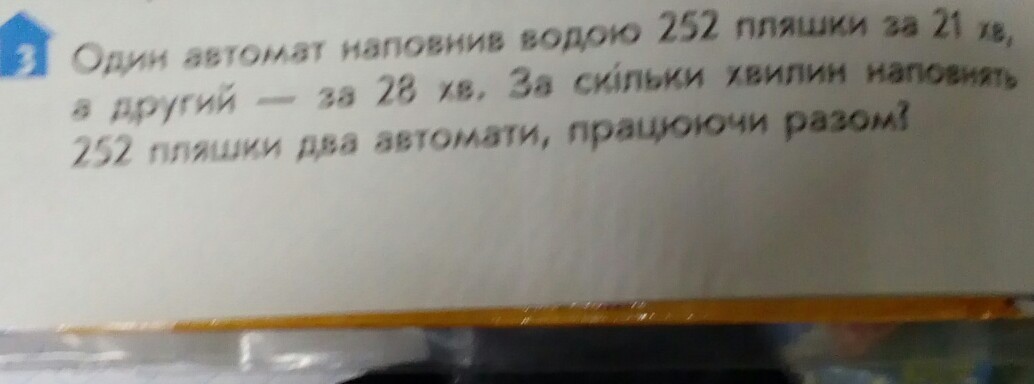 3 Один автомат наповнив водою 252 пляшки за 21 хв,
а другий — за 28 хв. За скільки хвилин наповнять
252 пляшки два автомати, працюючи разом?